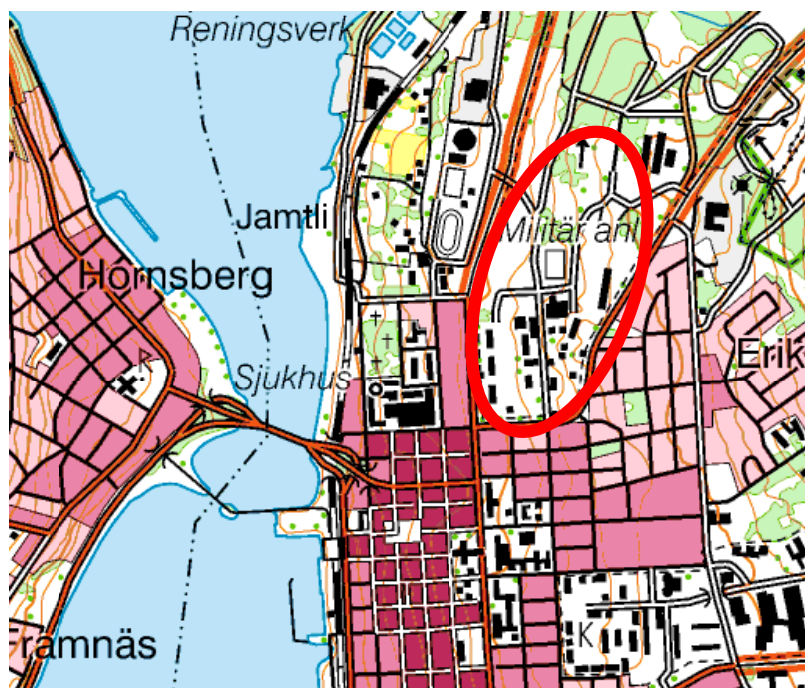 Reningsverk
Jamtli
Militär anl
Hornsberg
Sjukhus
Erik
Framnäs
K